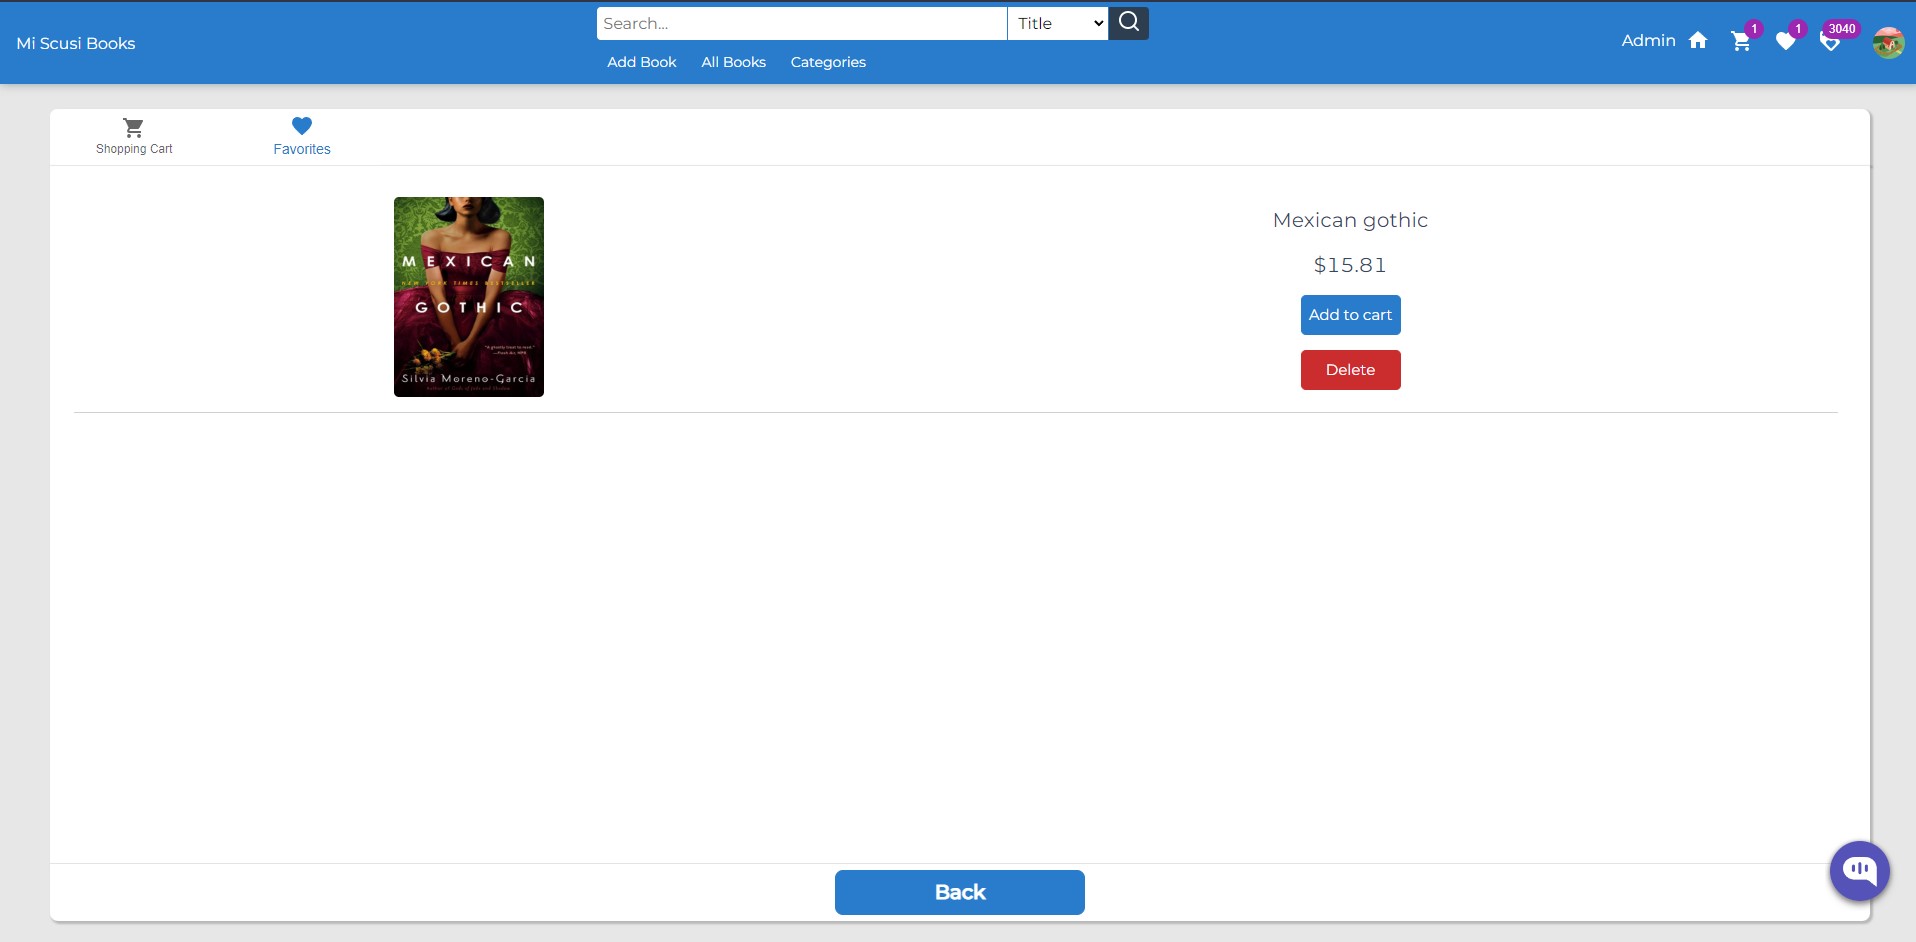 Mi Scusi Books
Search...
Title
Add Book
All Books
Categories
Admin
1
1
3040
Shopping Cart
Favorites
MEXICAN
NEW YORK TIMES BESTSELLER
GOTHIC
Silvia Moreno-Garcia
Mexican gothic
$15.81
Add to cart
Delete
Back